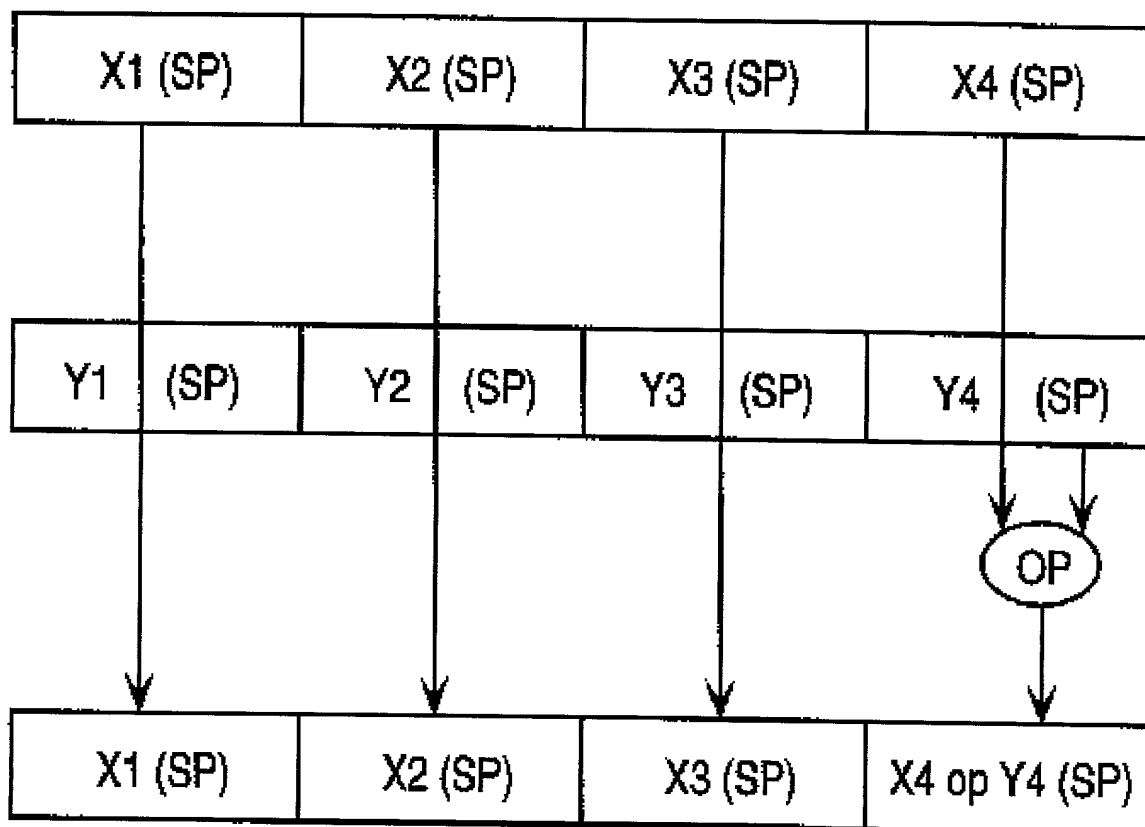 X1 (SP) X2 (SP) X3 (SP) X4 (SP)
Y1 (SP) Y2 (SP) Y3 (SP) Y4 (SP)
OP
X1 (SP) X2 (SP) X3 (SP) X4 op Y4 (SP)